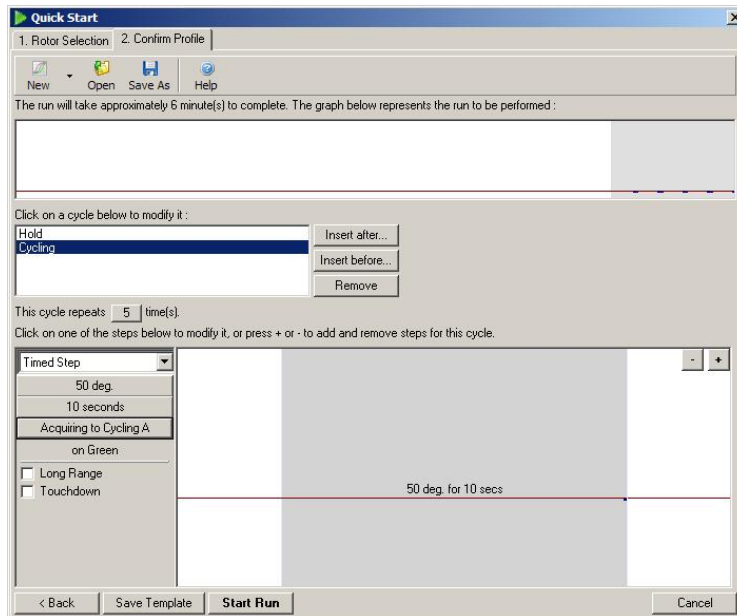 Quick Start
1. Rotor Selection 2. Confirm Profile
New Open Save As Help
The run will take approximately 6 minute(s) to complete. The graph below represents the run to be performed :
Click on a cycle below to modify it :
Hold
Cycling
Insert after...
Insert before...
Remove
This cycle repeats 5 time(s).
Click on one of the steps below to modify it, or press + or - to add and remove steps for this cycle.
Timed Step
- +
50 deg.
10 seconds
Acquiring to Cycling A
on Green
Long Range
Touchdown
50 deg. for 10 secs
< Back Save Template Start Run Cancel